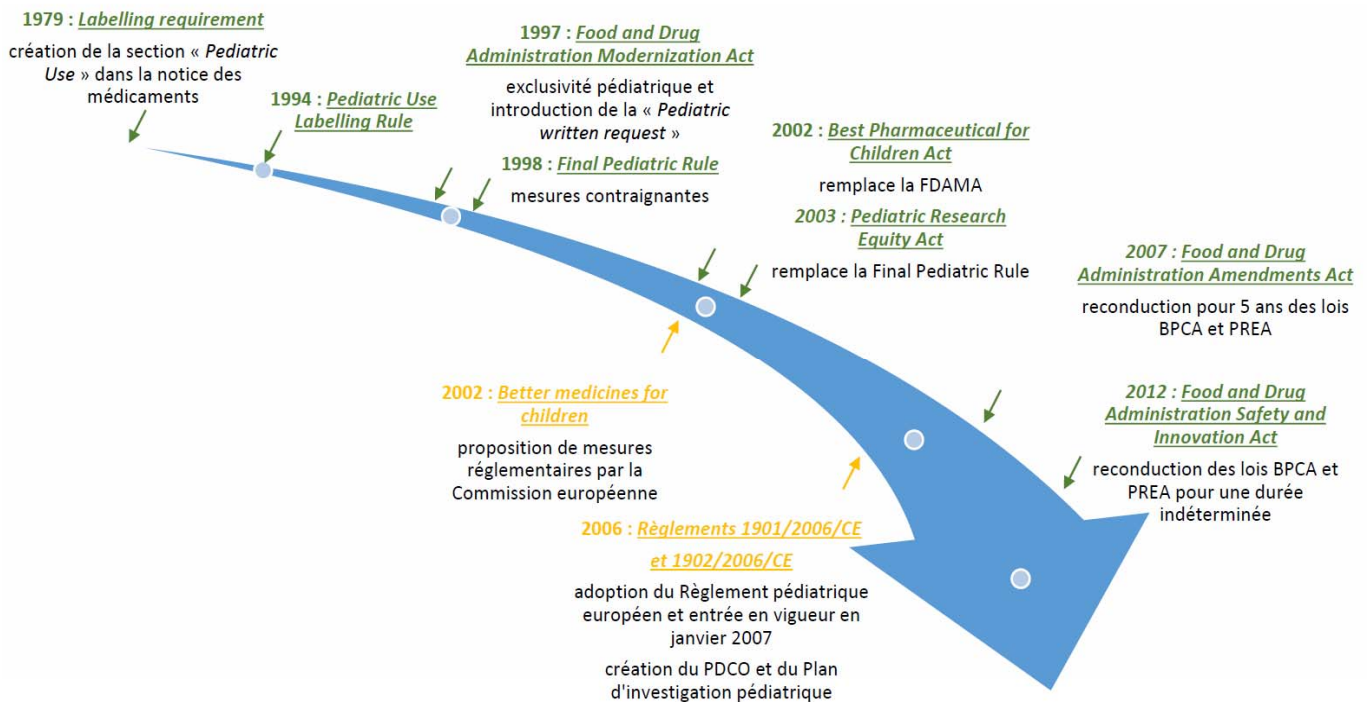 1979 : Labelling requirement
création de la section « Pediatric
Use » dans la notice des
médicaments
1994 : Pediatric Use
Labelling Rule
1997 : Food and Drug
Administration Modernization Act
exclusivité pédiatrique et
introduction de la « Pediatric
written request »
1998 : Final Pediatric Rule
mesures contraignantes
2002 : Best Pharmaceutical for
Children Act
remplace la FDAMA
2003 : Pediatric Research
Equity Act
remplace la Final Pediatric Rule
2007 : Food and Drug
Administration Amendments Act
reconduction pour 5 ans des lois
BPCA et PREA
2012 : Food and Drug
Administration Safety and
Innovation Act
reconduction des lois BPCA et
PREA pour une durée
indéterminée
2002 : Better medicines for
children
proposition de mesures
réglementaires par la
Commission européenne
2006 : Règlements 1901/2006/CE
et 1902/2006/CE
adoption du Règlement pédiatrique
européen et entrée en vigueur en
janvier 2007
création du PDCO et du Plan
d'investigation pédiatrique